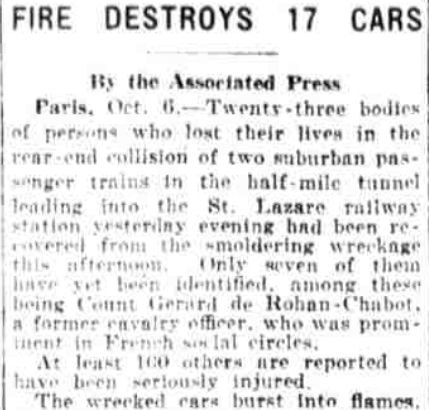 FIRE DESTROYS 17 CARS
By the Associated Press
Paris, Oct. 6.—Twenty-three bodies
of persons who lost their lives in the
rear-end collision of two suburban pas-
senger trains in the half-mile tunnel
leading into the St. Lazare railway
station yesterday evening had been re-
covered from the smoldering wreckage
this afternoon. Only seven of them
have yet been identified, among these
being Count Gerard de Rohan-Chabot,
a former cavalry officer, who was prom-
inent in French social circles.
At least 100 others are reported to
have been seriously injured.
The wrecked cars burst into flames,